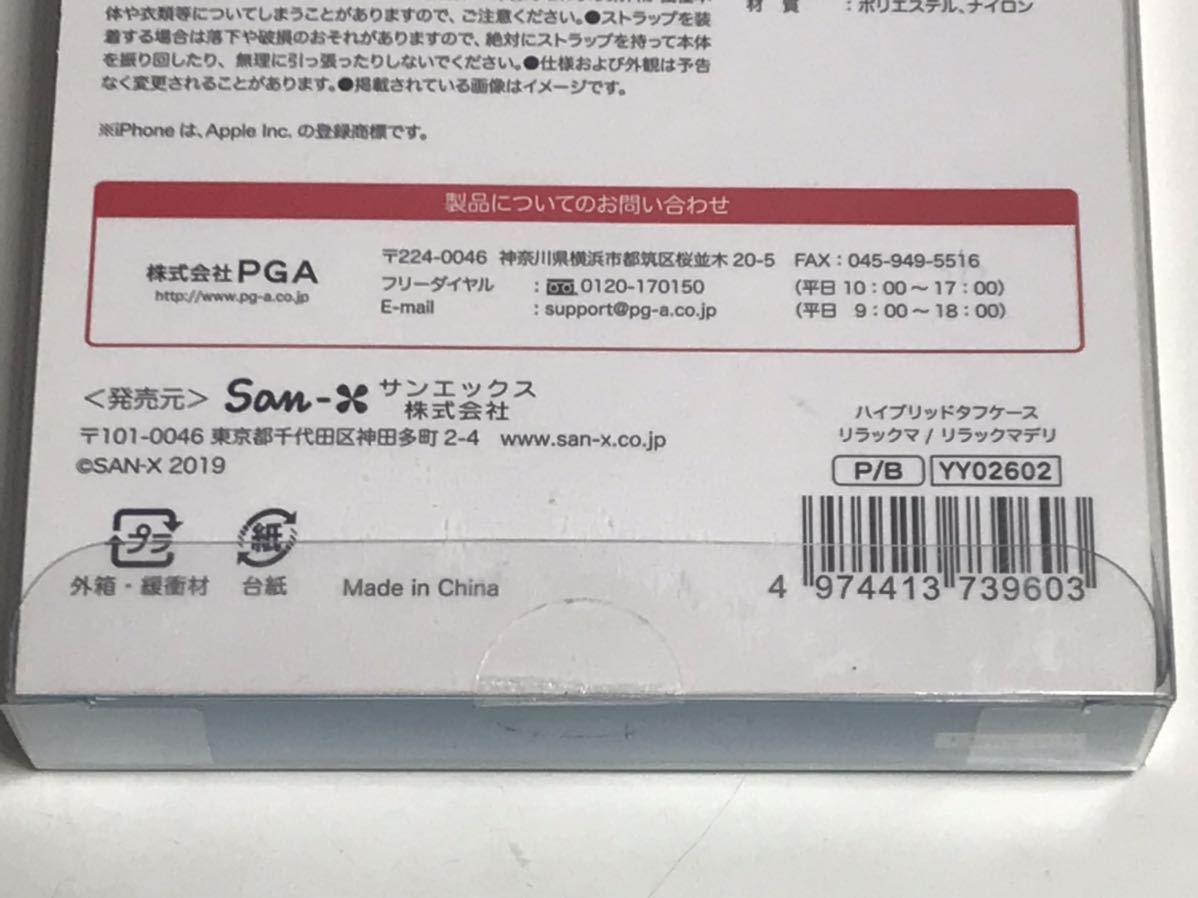 体や衣類等についてしまうことがありますので、ご注意ください。●ストラップを装
着する場合は落下や破損のおそれがありますので、絶対にストラップを持って本体
を振り回したり、無理に引っ張ったりしないでください。●仕様および外観は予告
なく変更されることがあります。●掲載されている画像はイメージです。
材質 :ポリエステル、ナイロン
※iPhone は、Apple Inc. の登録商標です。
製品についてのお問い合わせ
株式会社PGA
http://www.pg-a.co.jp
〒224-0046 神奈川県横浜市都筑区桜並木 20-5 FAX:045-949-5516
フリーダイヤル :0120-170150 (平日 10:00～17:00)
E-mail :support@pg-a.co.jp (平日 9:00～18:00)
<発売元> San-X サンエックス
株式会社
〒101-0046 東京都千代田区神田多町 2-4 www.san-x.co.jp
©SAN-X 2019
ハイブリッドタフケース
リラックマ / リラックマデリ
P/B YY02602
プラ 紙
外箱・緩衝材 台紙 Made in China
4 974413 739603